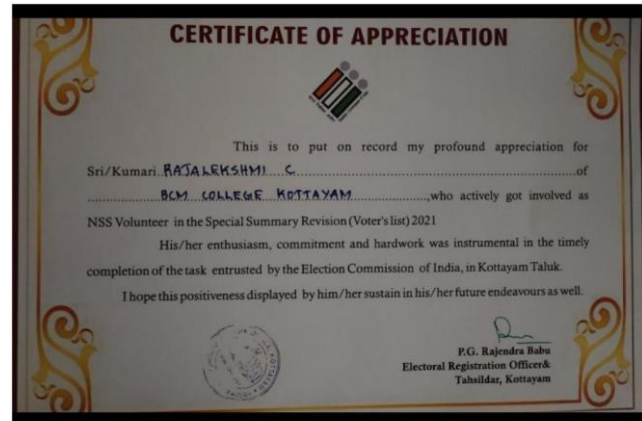 CERTIFICATE OF APPRECIATION
This is to put on record my profound appreciation for
Sri/Kumari RAJALEKSHMI C of
BCM COLLEGE KOTTAYAM ,who actively got involved as
NSS Volunteer in the Special Summary Revision (Voter's list) 2021
His/her enthusiasm, commitment and hardwork was instrumental in the timely
completion of the task entrusted by the Election Commission of India, in Kottayam Taluk.
I hope this positiveness displayed by him/her sustain in his/her future endeavours as well.
P.G. Rajendra Babu
Electoral Registration Officer&
Tahsildar, Kottayam